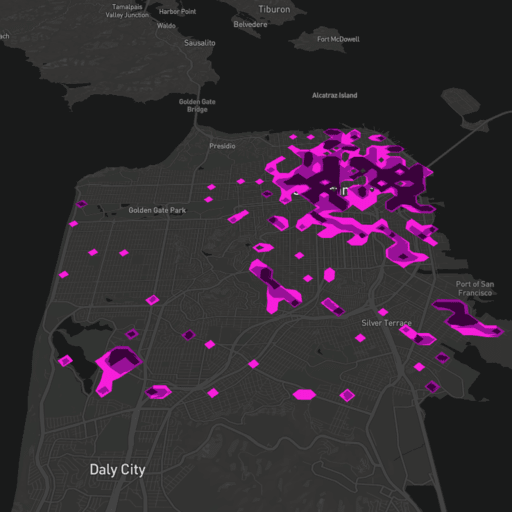 Tamalpais
Valley Junction
Harbor Point
Tiburon
Waldo
Belvedere
Sausalito
Fort McDowell
Alcatraz Island
Golden Gate
Bridge
Presidio
Golden Gate Park
Port of San
Francisco
Silver Terrace
Daly City